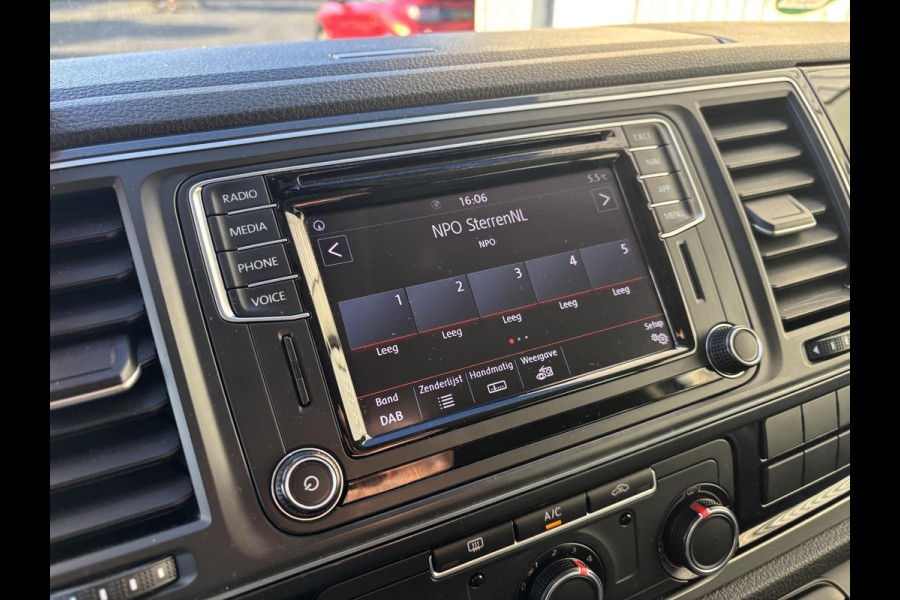 EJECT
RADIO
NAV
MEDIA
APP
PHONE
MENU
VOICE
16:06
5.5°C
NPO SterrenNL
NPO
1 2 3 4 5
Leeg Leeg Leeg Leeg Leeg
Setup
Band Zenderlijst Handmatig Weergave
DAB
A/C